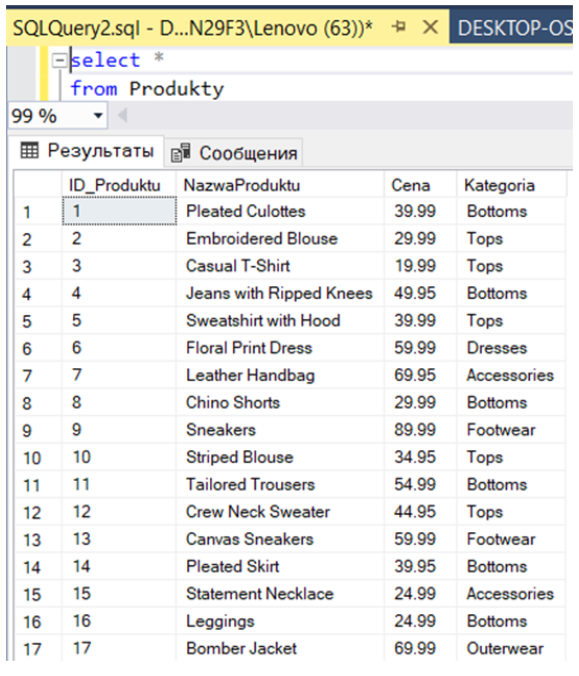 SQLQuery2.sql - D...N29F3\Lenovo (63))* DESKTOP-OS
select *
from Produkty
99 %
Результаты Сообщения
ID_Produktu NazwaProduktu Cena Kategoria
1 1 Pleated Culottes 39.99 Bottoms
2 2 Embroidered Blouse 29.99 Tops
3 3 Casual T-Shirt 19.99 Tops
4 4 Jeans with Ripped Knees 49.95 Bottoms
5 5 Sweatshirt with Hood 39.99 Tops
6 6 Floral Print Dress 59.99 Dresses
7 7 Leather Handbag 69.95 Accessories
8 8 Chino Shorts 29.99 Bottoms
9 9 Sneakers 89.99 Footwear
10 10 Striped Blouse 34.95 Tops
11 11 Tailored Trousers 54.99 Bottoms
12 12 Crew Neck Sweater 44.95 Tops
13 13 Canvas Sneakers 59.99 Footwear
14 14 Pleated Skirt 39.95 Bottoms
15 15 Statement Necklace 24.99 Accessories
16 16 Leggings 24.99 Bottoms
17 17 Bomber Jacket 69.99 Outerwear